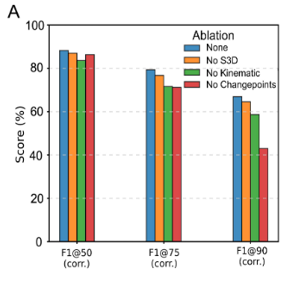 A
Ablation
None
No S3D
No Kinematic
No Changepoints
Score (%)
100
80
60
40
20
0
F1@50
(corr.)
F1@75
(corr.)
F1@90
(corr.)